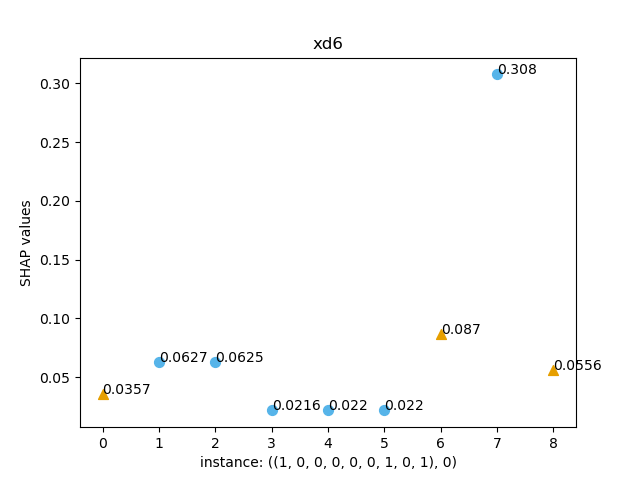 xd6
SHAP values
0.30
0.25
0.20
0.15
0.10
0.05
0.308
0.087
0.0627 0.0625
0.0556
0.0357
0.0216 0.022 0.022
0 1 2 3 4 5 6 7 8
instance: ((1, 0, 0, 0, 0, 0, 1, 0, 1), 0)